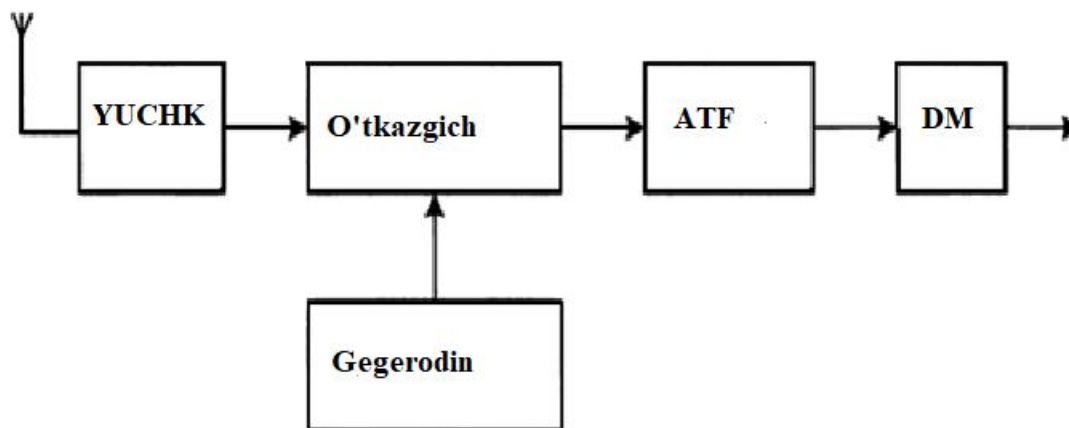 YUCHK
O'tkazgich
ATF
DM
Gegerodin